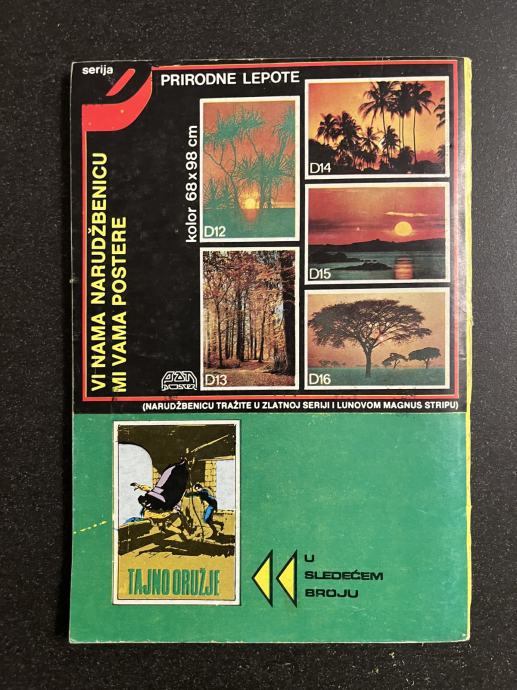 serija
PRIRODNE LEPOTE
VI NAMA NARUDŽBENICU
MI VAMA POSTERE
kolor 68 x 98 cm
D12
D14
D15
D13
D16
(NARUDŽBENICU TRAŽITE U ZLATNOJ SERIJI I LUNOVOM MAGNUS STRIPU)
TAJNO ORUŽJE
U
SLEDEĆEM
BROJU